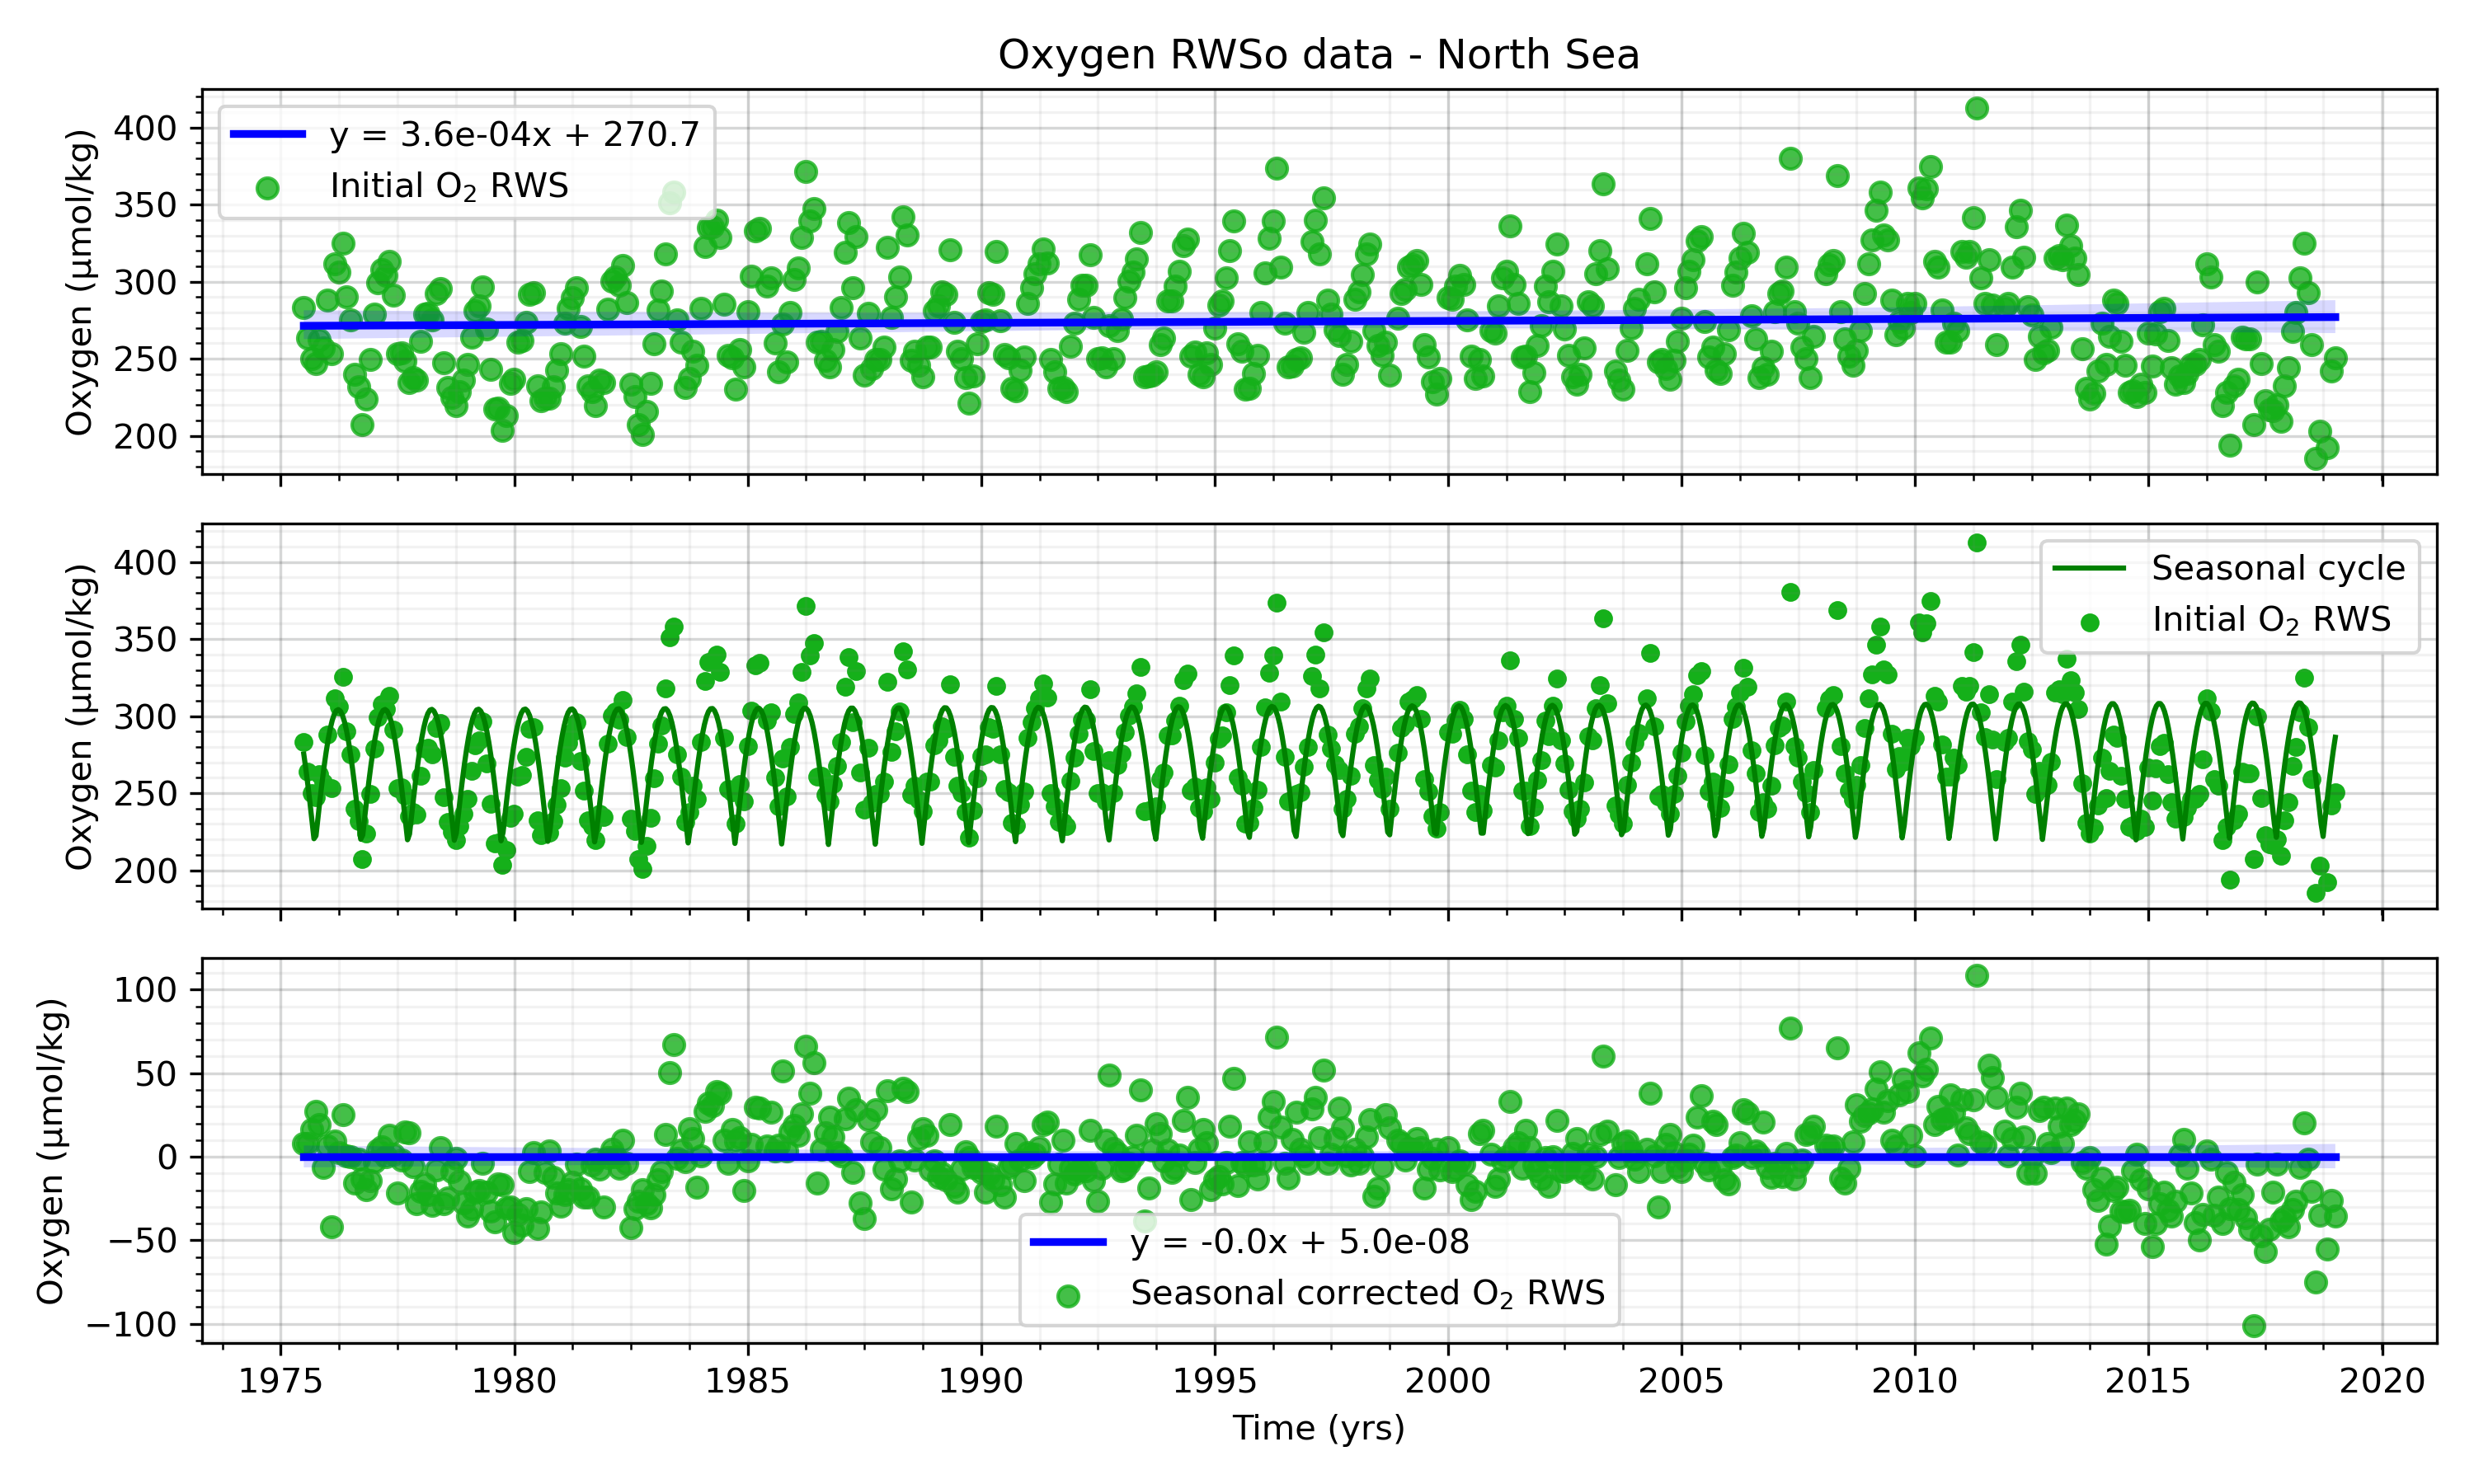 Oxygen RWSo data - North Sea
Oxygen (µmol/kg)
400
350
300
250
200
y = 3.6e-04x + 270.7
Initial O₂ RWS
Oxygen (µmol/kg)
400
350
300
250
200
Seasonal cycle
Initial O₂ RWS
Oxygen (µmol/kg)
100
50
0
−50
−100
y = -0.0x + 5.0e-08
Seasonal corrected O₂ RWS
1975 1980 1985 1990 1995 2000 2005 2010 2015 2020
Time (yrs)